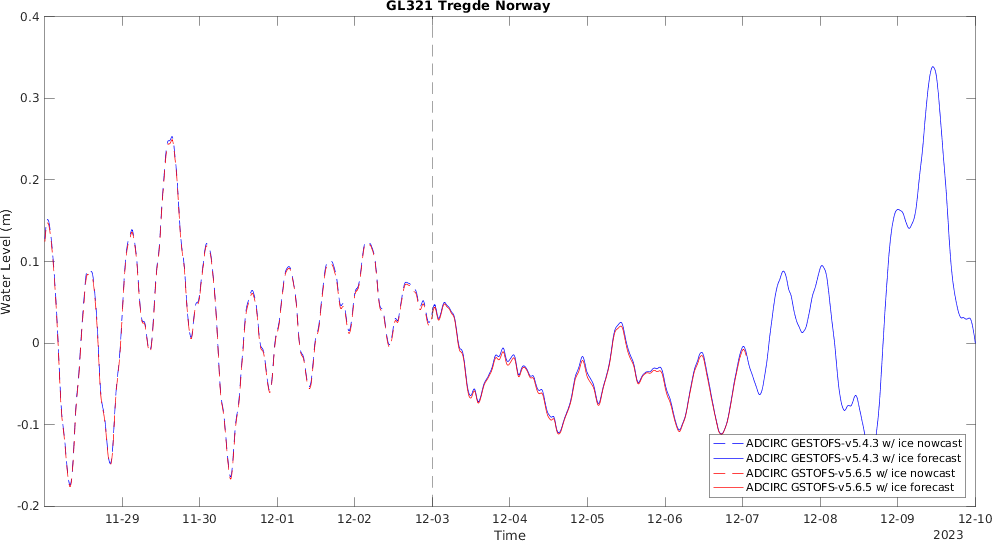 GL321 Tregde Norway
0.4
0.3
0.2
0.1
0
-0.1
-0.2
Water Level (m)
11-29 11-30 12-01 12-02 12-03 12-04 12-05 12-06 12-07 12-08 12-09 12-10
Time
2023
ADCIRC GESTOFS-v5.4.3 w/ ice nowcast
ADCIRC GESTOFS-v5.4.3 w/ ice forecast
ADCIRC GSTOFS-v5.6.5 w/ ice nowcast
ADCIRC GSTOFS-v5.6.5 w/ ice forecast